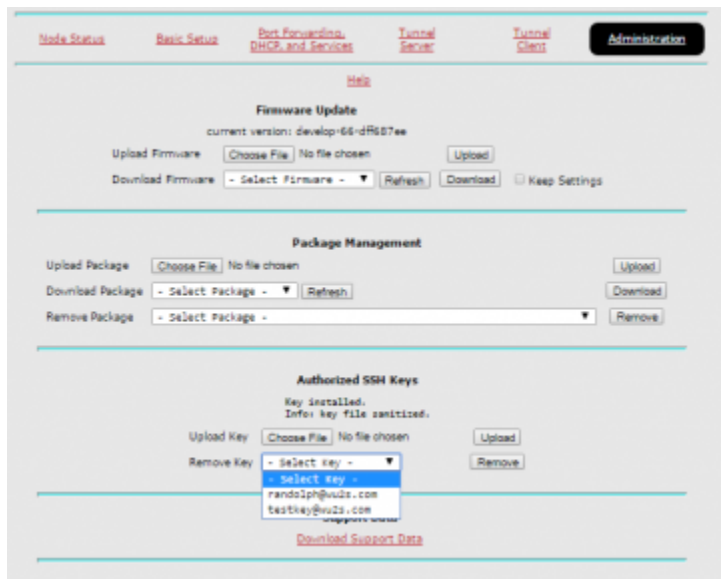 Node Status Basic Setup Port Forwarding, DHCP, and Services Tunnel Server Tunnel Client Administration
Help
Firmware Update
current version: develop-66-dff687ee
Upload Firmware Choose File No file chosen Upload
Download Firmware - Select Firmware - Refresh Download Keep Settings
Package Management
Upload Package Choose File No file chosen Upload
Download Package - Select Package - Refresh Download
Remove Package - Select Package - Remove
Authorized SSH Keys
Key installed.
Info: key file sanitized.
Upload Key Choose File No file chosen Upload
Remove Key - Select Key - Remove
- Select Key -
randolph@wu2s.com
testkey@wu2s.com
Support Data
Download Support Data